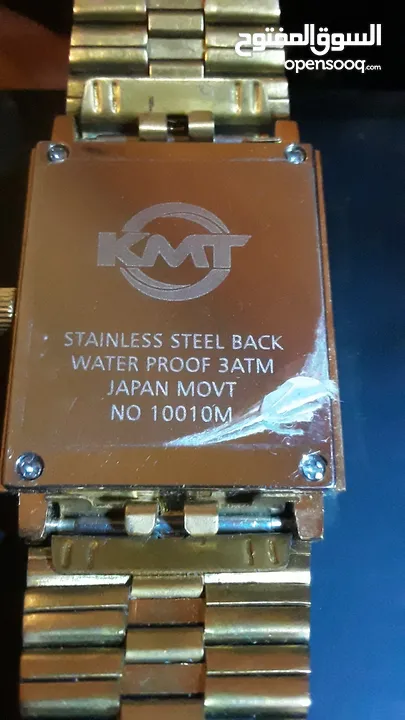 السوق المفتوح
opensooq.com
KMT
STAINLESS STEEL BACK
WATER PROOF 3ATM
JAPAN MOVT
NO 10010M